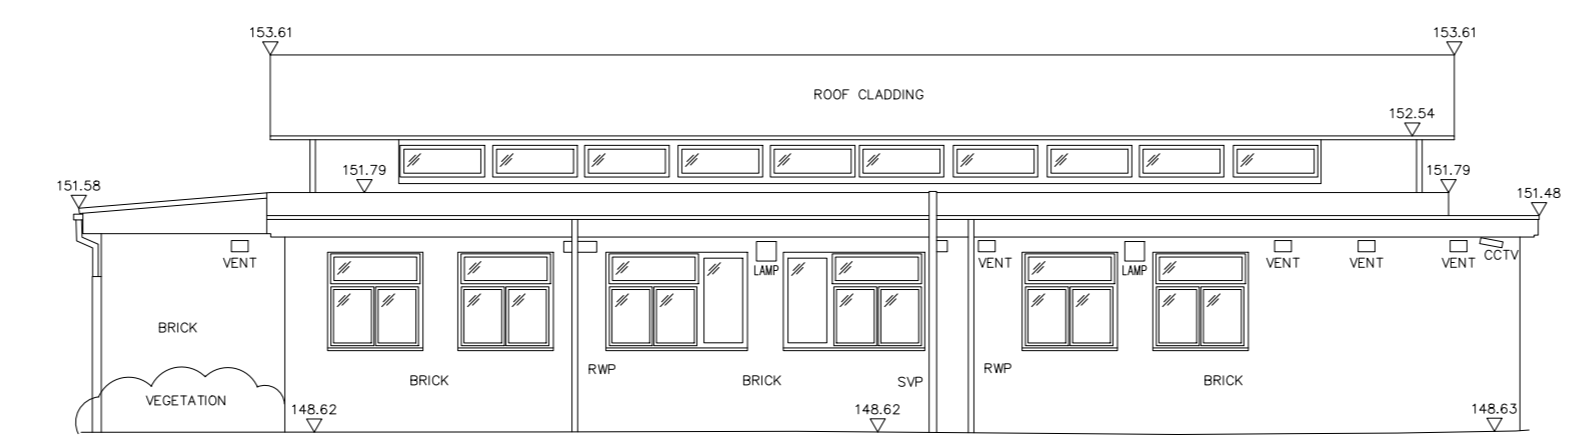 153.61
153.61
ROOF CLADDING
152.54
151.79
151.79
151.58
151.48
VENT
LAMP
VENT
LAMP
VENT
VENT
VENT
CCTV
BRICK
RWP
RWP
BRICK
BRICK
SVP
BRICK
VEGETATION
148.62
148.62
148.63